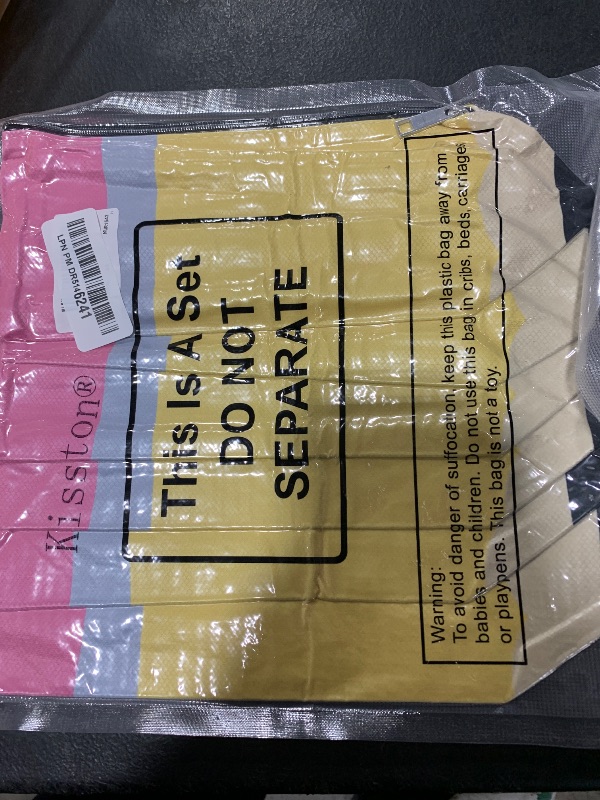 Kisston®
LPN PM DR516241
This Is A Set
DO NOT
SEPARATE
Warning:
To avoid danger of suffocation, keep this plastic bag away from
babies and children. Do not use this bag in cribs, beds, carriages
or playpens. This bag is not a toy.